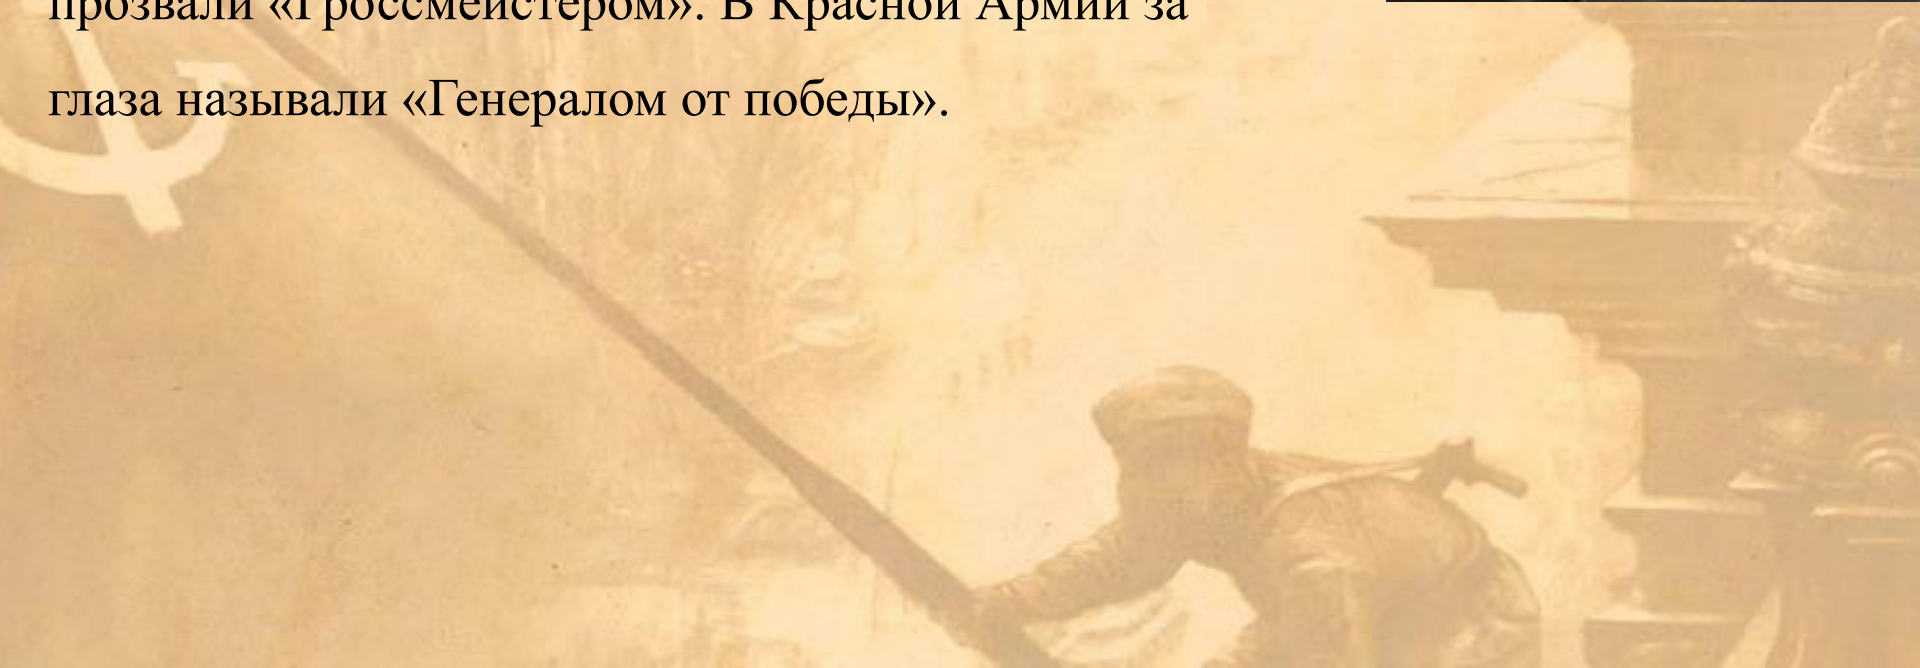 прозвали «Гроссмейстером». В Красной Армии за
глаза называли «Генералом от победы».